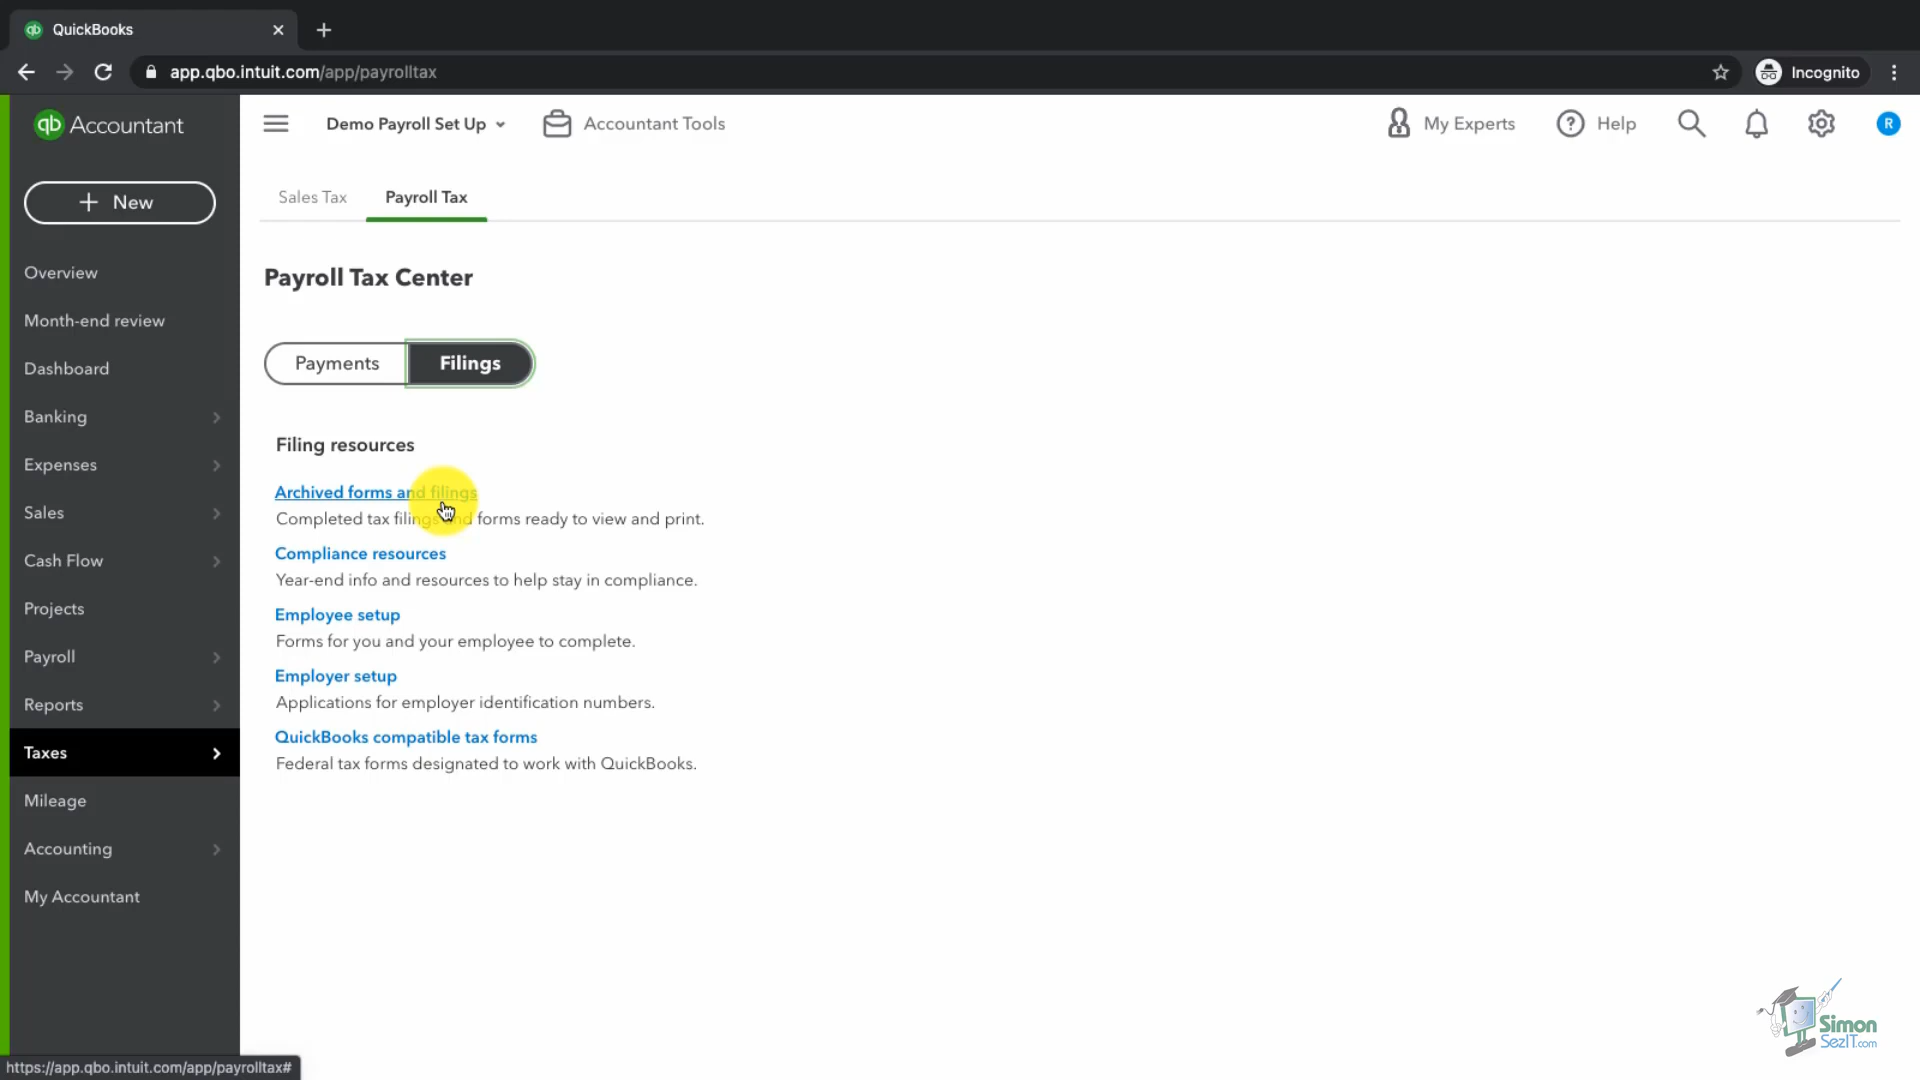 QuickBooks
app.qbo.intuit.com/app/payrolltax
Incognito
qb Accountant
Demo Payroll Set Up
Accountant Tools
My Experts
Help
R
+ New
Sales Tax
Payroll Tax
Overview
Month-end review
Dashboard
Banking
Expenses
Sales
Cash Flow
Projects
Payroll
Reports
Taxes
Mileage
Accounting
My Accountant
Payroll Tax Center
Payments
Filings
Filing resources
Archived forms and filings
Completed tax filings and forms ready to view and print.
Compliance resources
Year-end info and resources to help stay in compliance.
Employee setup
Forms for you and your employee to complete.
Employer setup
Applications for employer identification numbers.
QuickBooks compatible tax forms
Federal tax forms designated to work with QuickBooks.
https://app.qbo.intuit.com/app/payrolltax#
Simon
SezIT.com